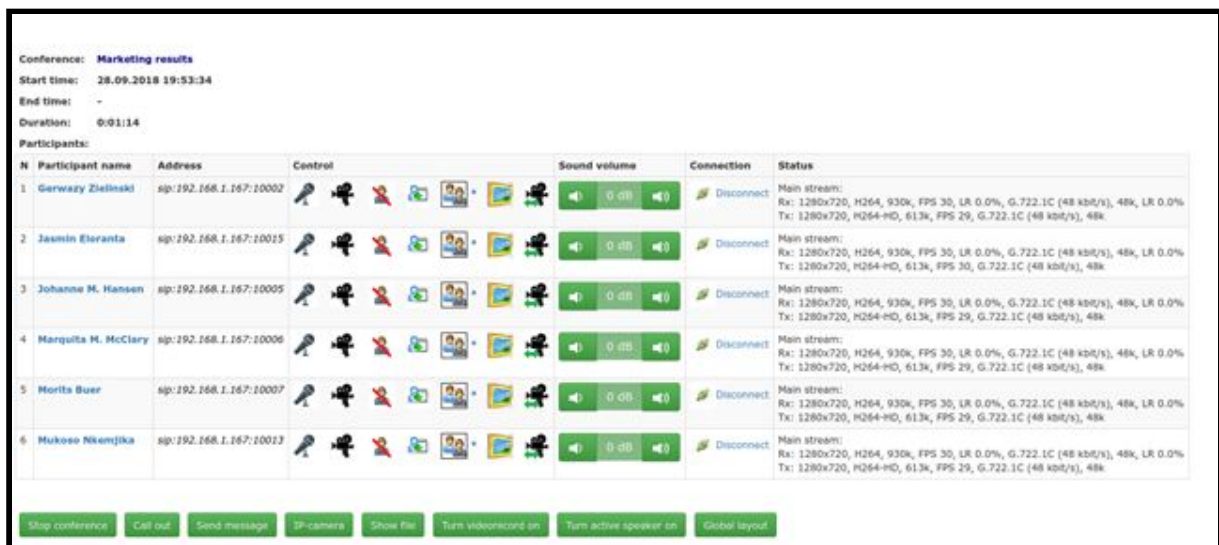 Conference: Marketing results
Start time: 28.09.2018 19:53:34
End time: -
Duration: 0:01:14
Participants:
N Participant name Address Control Sound volume Connection Status
1 Gerwazy Zielinski sip:192.168.1.167:10002 0 dB Disconnect Main stream:
Rx: 1280x720, H264, 930k, FPS 30, LR 0.0%, G.722.1C (48 kbit/s), 48k, LR 0.0%
Tx: 1280x720, H264-HD, 613k, FPS 29, G.722.1C (48 kbit/s), 48k
2 Jasmin Eloranta sip:192.168.1.167:10015 0 dB Disconnect Main stream:
Rx: 1280x720, H264, 930k, FPS 30, LR 0.0%, G.722.1C (48 kbit/s), 48k, LR 0.0%
Tx: 1280x720, H264-HD, 613k, FPS 30, G.722.1C (48 kbit/s), 48k
3 Johanne M. Hansen sip:192.168.1.167:10005 0 dB Disconnect Main stream:
Rx: 1280x720, H264, 930k, FPS 30, LR 0.0%, G.722.1C (48 kbit/s), 48k, LR 0.0%
Tx: 1280x720, H264-HD, 613k, FPS 29, G.722.1C (48 kbit/s), 48k
4 Marquita M. McClary sip:192.168.1.167:10006 0 dB Disconnect Main stream:
Rx: 1280x720, H264, 930k, FPS 30, LR 0.0%, G.722.1C (48 kbit/s), 48k, LR 0.0%
Tx: 1280x720, H264-HD, 613k, FPS 29, G.722.1C (48 kbit/s), 48k
5 Morits Buer sip:192.168.1.167:10007 0 dB Disconnect Main stream:
Rx: 1280x720, H264, 930k, FPS 30, LR 0.0%, G.722.1C (48 kbit/s), 48k, LR 0.0%
Tx: 1280x720, H264-HD, 613k, FPS 29, G.722.1C (48 kbit/s), 48k
6 Mukoso Nkemjika sip:192.168.1.167:10013 0 dB Disconnect Main stream:
Rx: 1280x720, H264, 930k, FPS 30, LR 0.0%, G.722.1C (48 kbit/s), 48k, LR 0.0%
Tx: 1280x720, H264-HD, 613k, FPS 29, G.722.1C (48 kbit/s), 48k
Stop conference Call out Send message IP-camera Show file Turn videorecord on Turn active speaker on Global layout